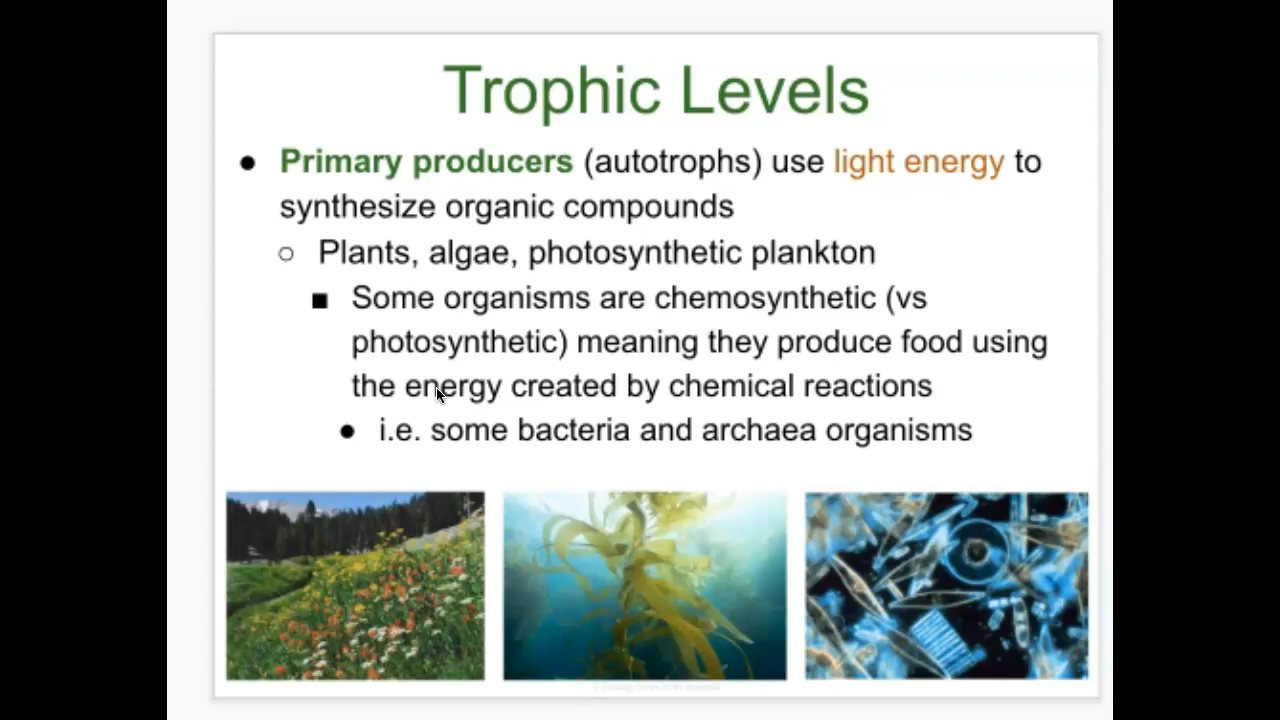 Trophic Levels
● Primary producers (autotrophs) use light energy to
synthesize organic compounds
○ Plants, algae, photosynthetic plankton
■ Some organisms are chemosynthetic (vs
photosynthetic) meaning they produce food using
the energy created by chemical reactions
● i.e. some bacteria and archaea organisms